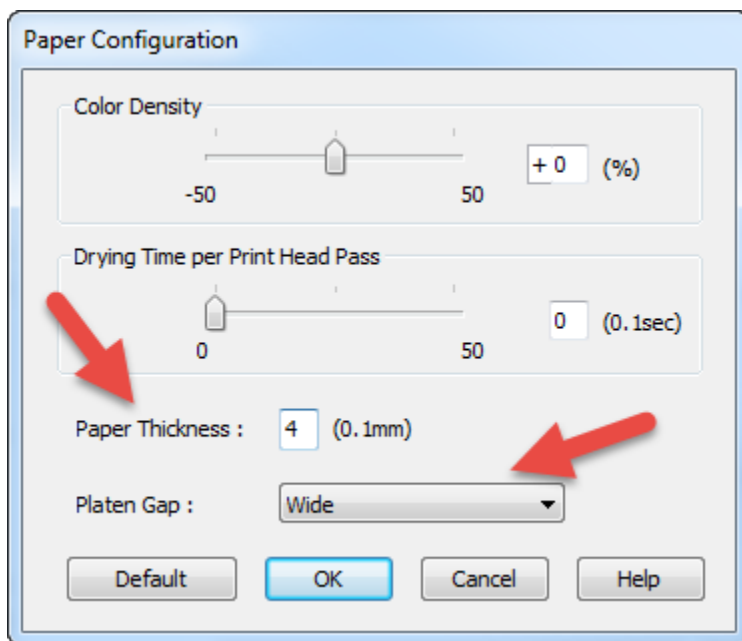 Paper Configuration
Color Density
+ 0 (%)
-50 50
Drying Time per Print Head Pass
0 (0.1sec)
0 50
Paper Thickness : 4 (0.1mm)
Platen Gap : Wide
Default OK Cancel Help